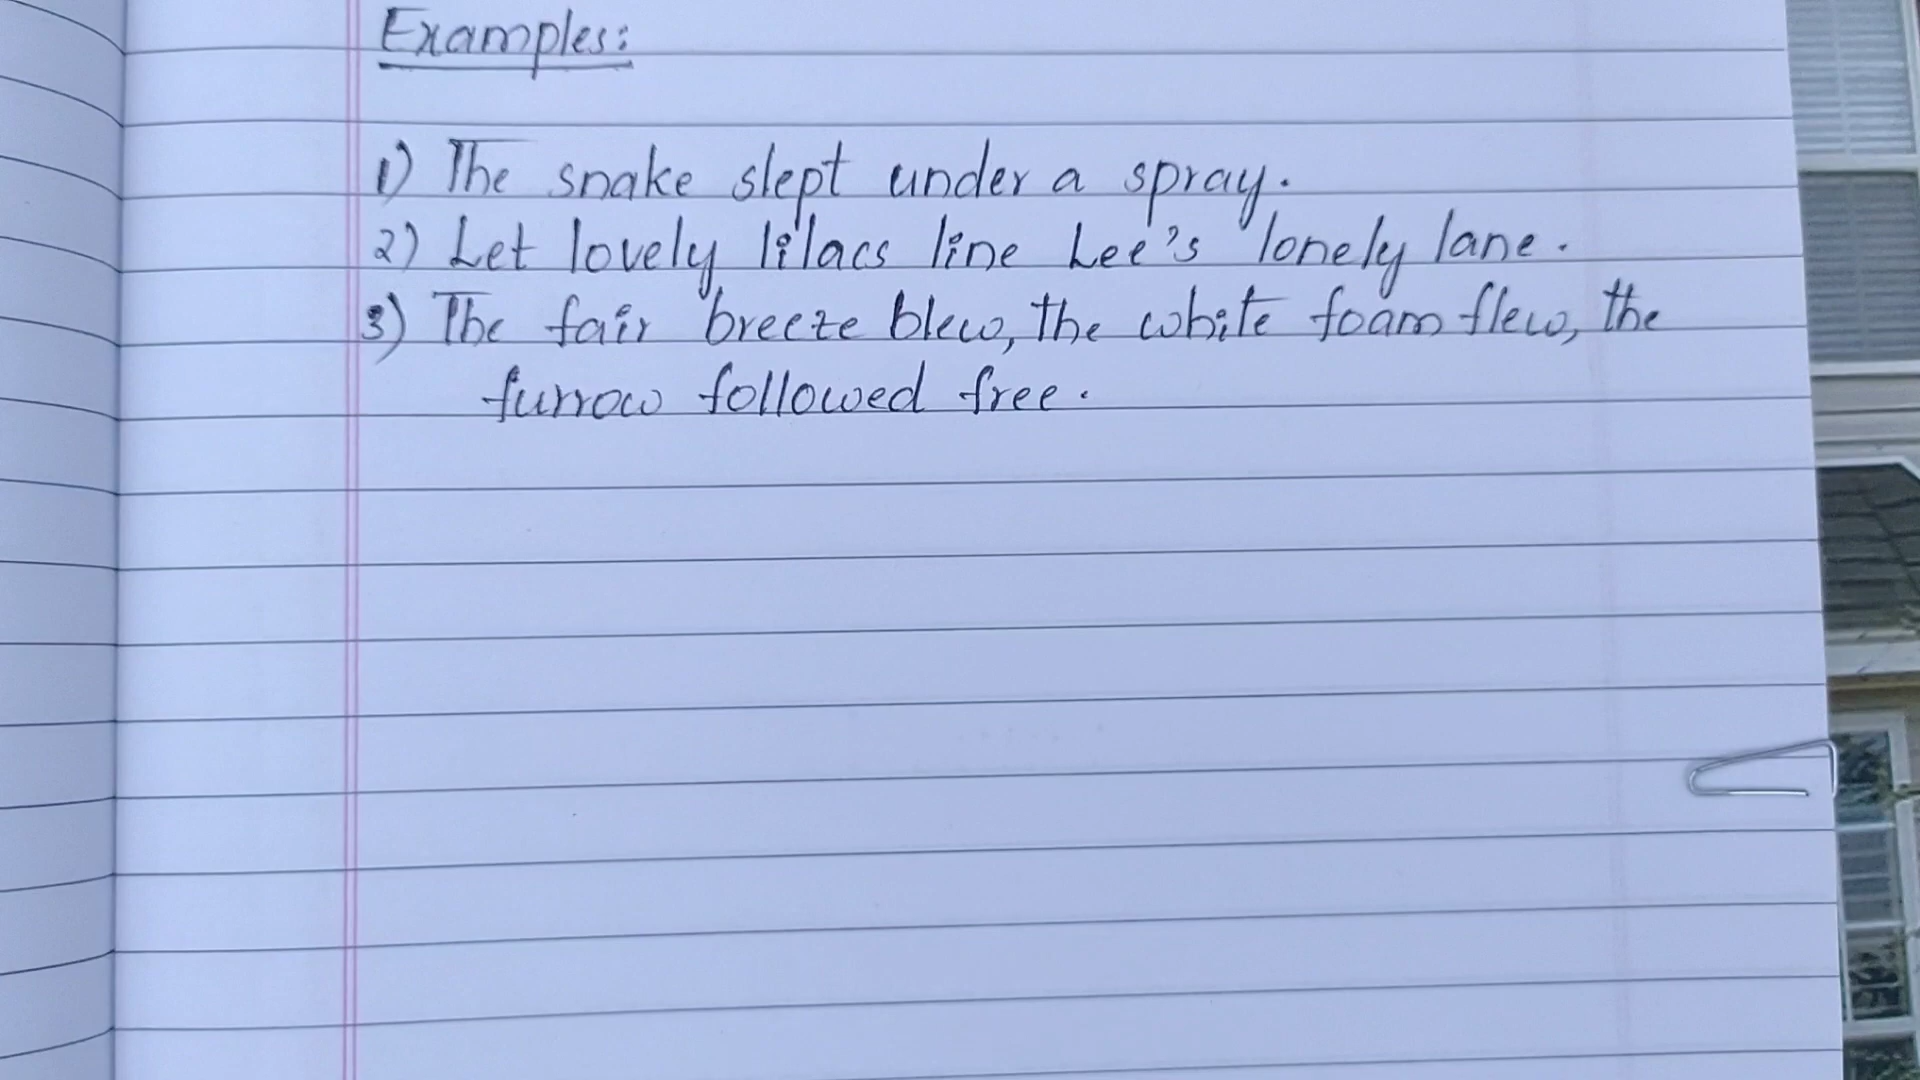 Examples:
1) The snake slept under a spray.
2) Let lovely lilacs line Lee's lonely lane.
3) The fair breeze blew, the white foam flew, the
furrow followed free.